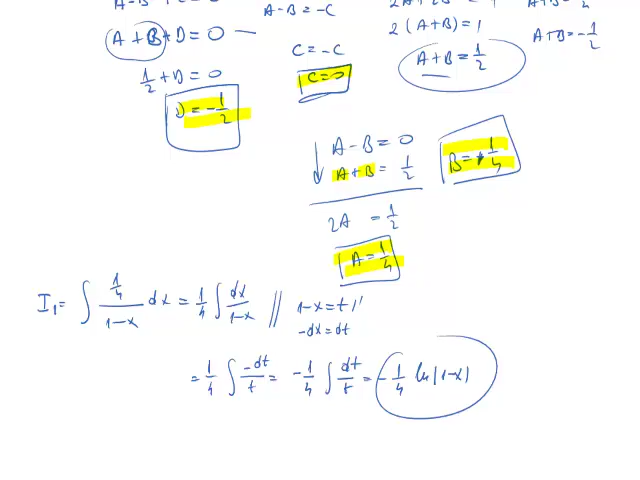 A-B = -C
A + B + D = 0
2(A+B) = 1
A+B = -1/2
C = -C
A+B = 1/2
C = 0
1/2 + D = 0
D = -1/2
A - B = 0
A + B = 1/2
B = +1/4
2A = 1/2
A = 1/4
I₁ = ∫ (1/4)/(1-x) dx = 1/4 ∫ dx/(1-x) // 1-x = t /'
-dx = dt
= 1/4 ∫ -dt/t = -1/4 ∫ dt/t = -1/4 ln|1-x|